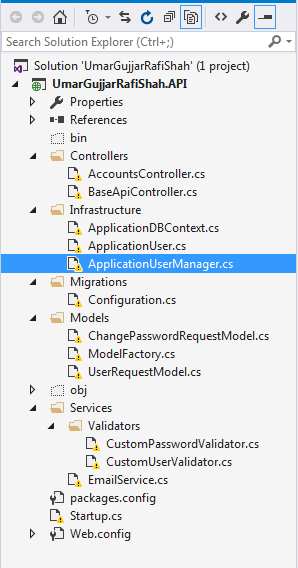 Search Solution Explorer (Ctrl+;)
Solution 'UmarGujjarRafiShah' (1 project)
UmarGujjarRafiShah.API
Properties
References
bin
Controllers
AccountsController.cs
BaseApiController.cs
Infrastructure
ApplicationDBContext.cs
ApplicationUser.cs
ApplicationUserManager.cs
Migrations
Configuration.cs
Models
ChangePasswordRequestModel.cs
ModelFactory.cs
UserRequestModel.cs
obj
Services
Validators
CustomPasswordValidator.cs
CustomUserValidator.cs
EmailService.cs
packages.config
Startup.cs
Web.config